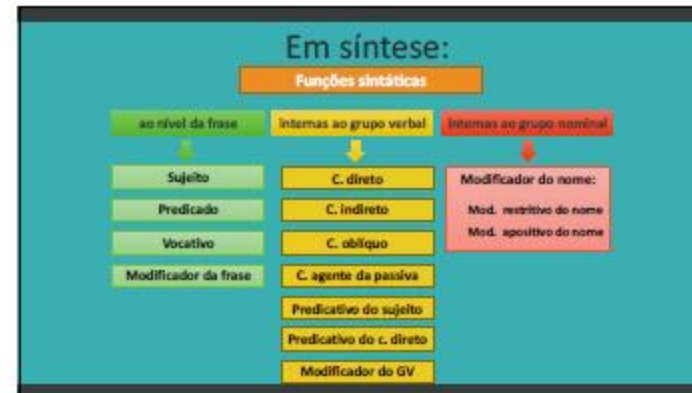 Em síntese:
Funções sintáticas
ao nível da frase
Sujeito
Predicado
Vocativo
Modificador da frase
internas ao grupo verbal
C. direto
C. indireto
C. oblíquo
C. agente da passiva
Predicativo do sujeito
Predicativo do c. direto
Modificador do GV
internas ao grupo nominal
Modificador do nome:
Mod. restritivo do nome
Mod. apositivo do nome